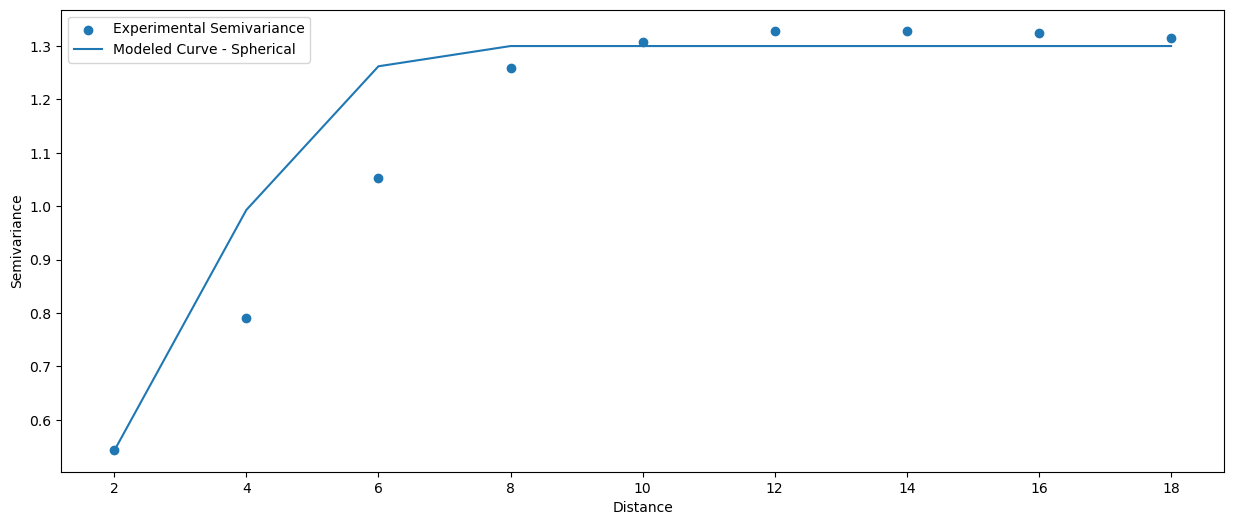 Experimental Semivariance
Modeled Curve - Spherical
1.3
1.2
1.1
1.0
0.9
0.8
0.7
0.6
Semivariance
2 4 6 8 10 12 14 16 18
Distance